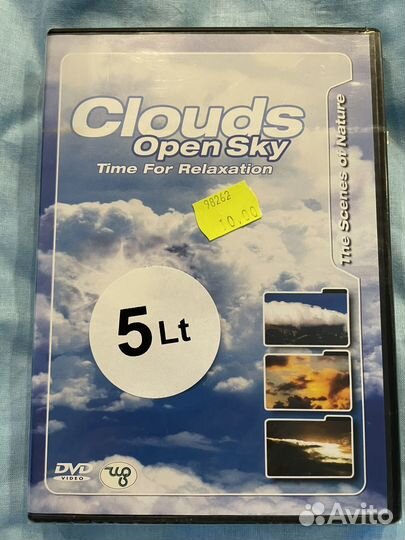 Clouds
Open Sky
Time For Relaxation
The Scenes of Nature
98262
10.00
5 Lt
DVD
VIDEO
Avito